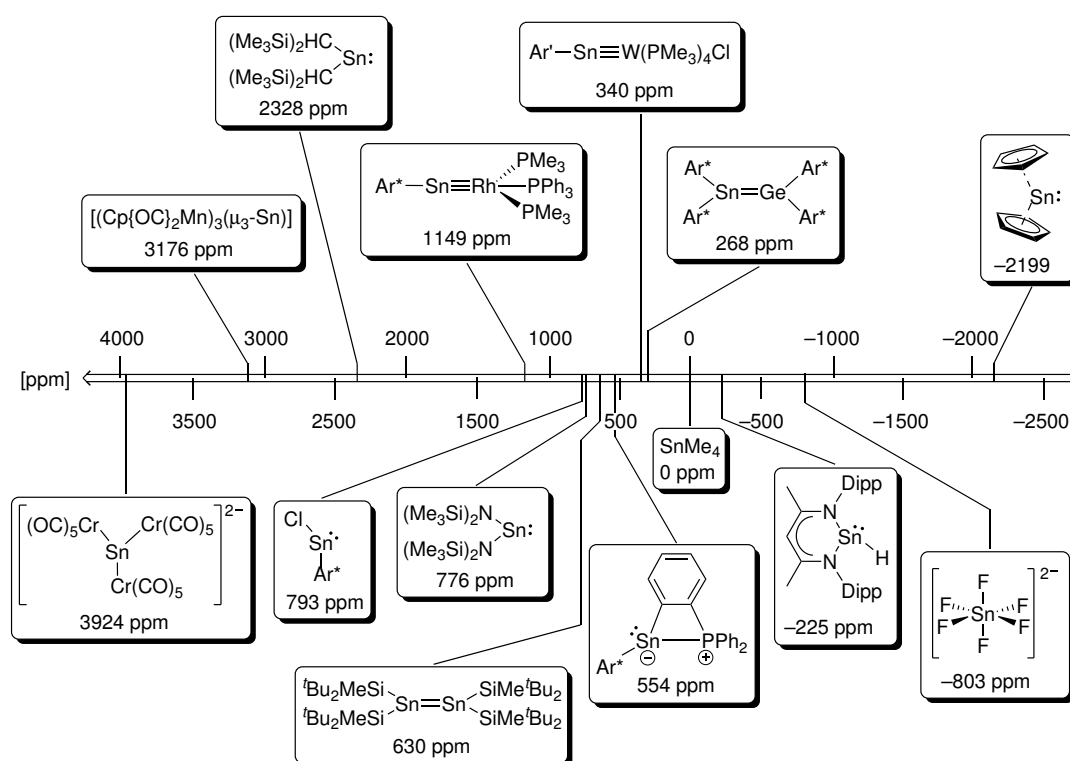 (Me3Si)2HC
Sn:
(Me3Si)2HC
2328 ppm
Ar'—Sn≡W(PMe3)4Cl
340 ppm
[(Cp{OC}2Mn)3(μ3-Sn)]
3176 ppm
PMe3
Ar*—Sn≡Rh—PPh3
PMe3
1149 ppm
Ar* Ar*
Sn=Ge
Ar* Ar*
268 ppm
Sn:
–2199
4000 3000 2000 1000 0 –1000 –2000
[ppm]
3500 2500 1500 500 –500 –1500 –2500
SnMe4
0 ppm
2–
(OC)5Cr Cr(CO)5
Sn
Cr(CO)5
3924 ppm
Cl
Sn:
Ar*
793 ppm
(Me3Si)2N
Sn:
(Me3Si)2N
776 ppm
tBu2MeSi SiMetBu2
Sn=Sn
tBu2MeSi SiMetBu2
630 ppm
Sn PPh2
Ar* – +
554 ppm
Dipp
N
Sn
H
N
Dipp
–225 ppm
2–
F
F F
Sn
F F
F
–803 ppm